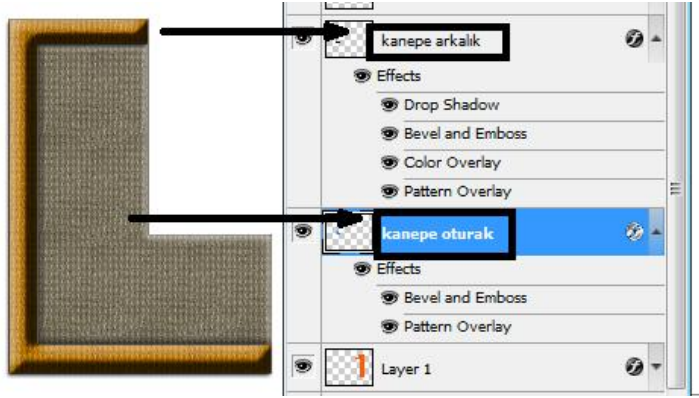 kanepe arkalık
Effects
Drop Shadow
Bevel and Emboss
Color Overlay
Pattern Overlay
kanepe oturak
Effects
Bevel and Emboss
Pattern Overlay
Layer 1